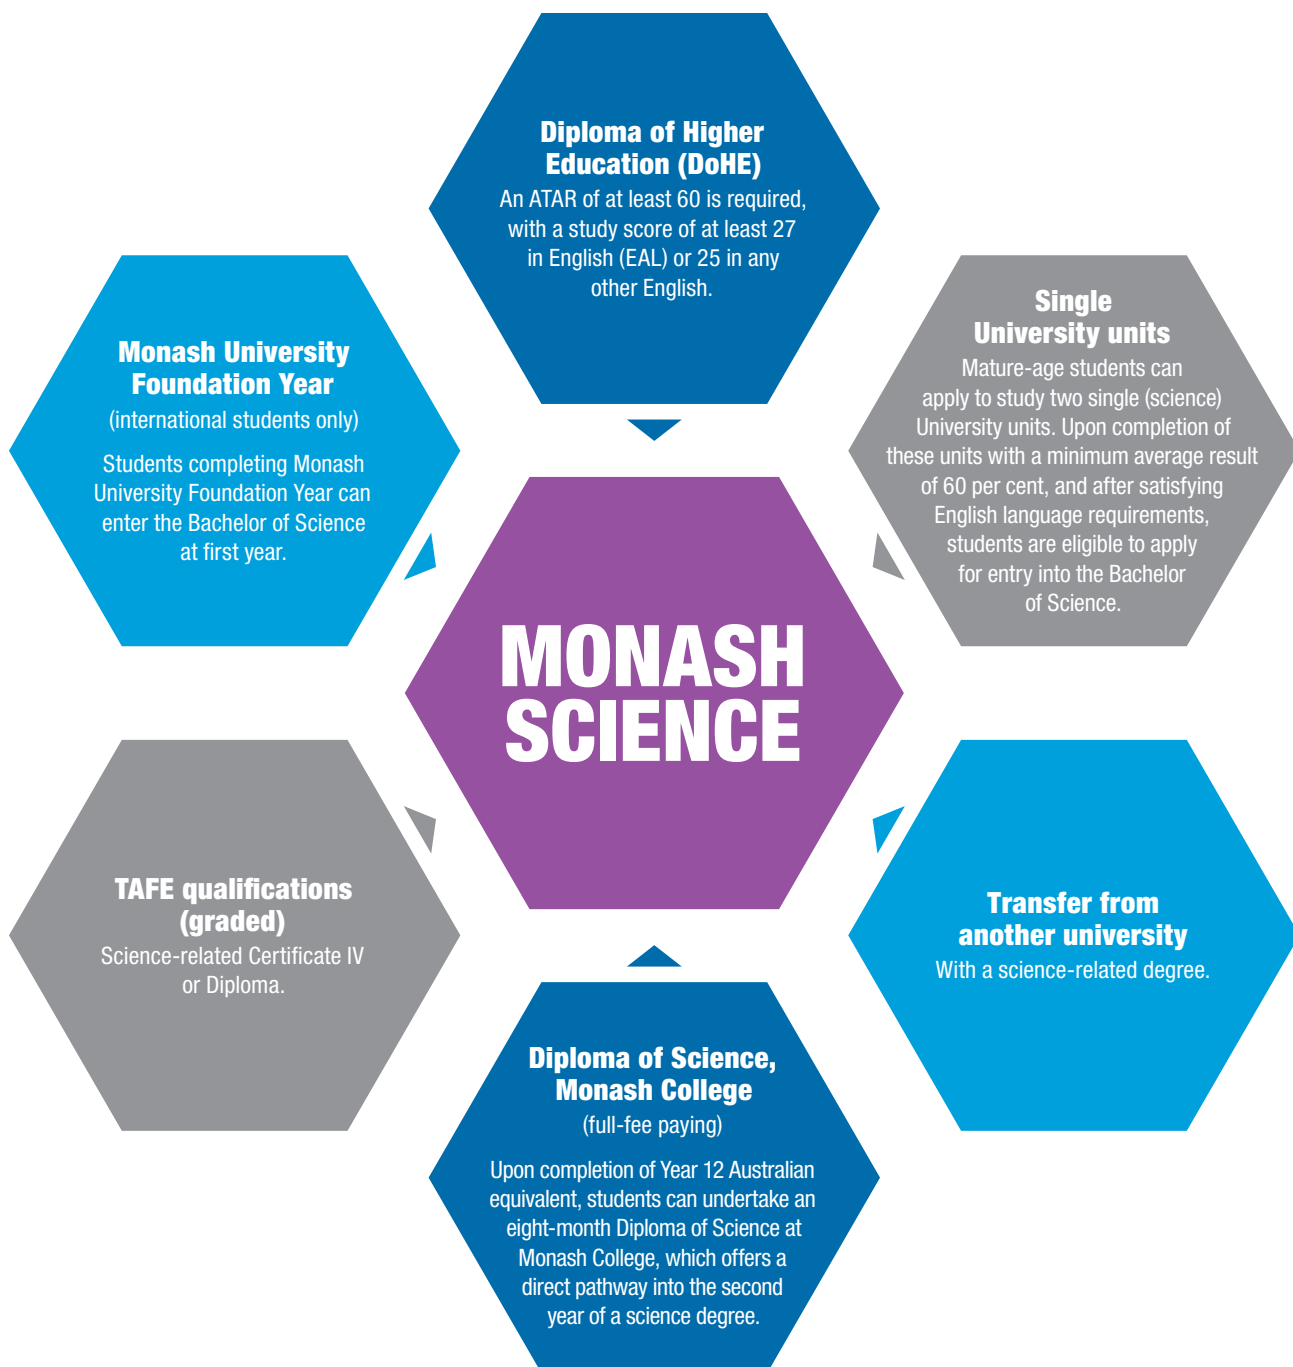 Diploma of Higher
Education (DoHE)
An ATAR of at least 60 is required,
with a study score of at least 27
in English (EAL) or 25 in any
other English.
Monash University
Foundation Year
(international students only)
Students completing Monash
University Foundation Year can
enter the Bachelor of Science
at first year.
Single
University units
Mature-age students can
apply to study two single (science)
University units. Upon completion of
these units with a minimum average result
of 60 per cent, and after satisfying
English language requirements,
students are eligible to apply
for entry into the Bachelor
of Science.
MONASH
SCIENCE
TAFE qualifications
(graded)
Science-related Certificate IV
or Diploma.
Transfer from
another university
With a science-related degree.
Diploma of Science,
Monash College
(full-fee paying)
Upon completion of Year 12 Australian
equivalent, students can undertake an
eight-month Diploma of Science at
Monash College, which offers a
direct pathway into the second
year of a science degree.